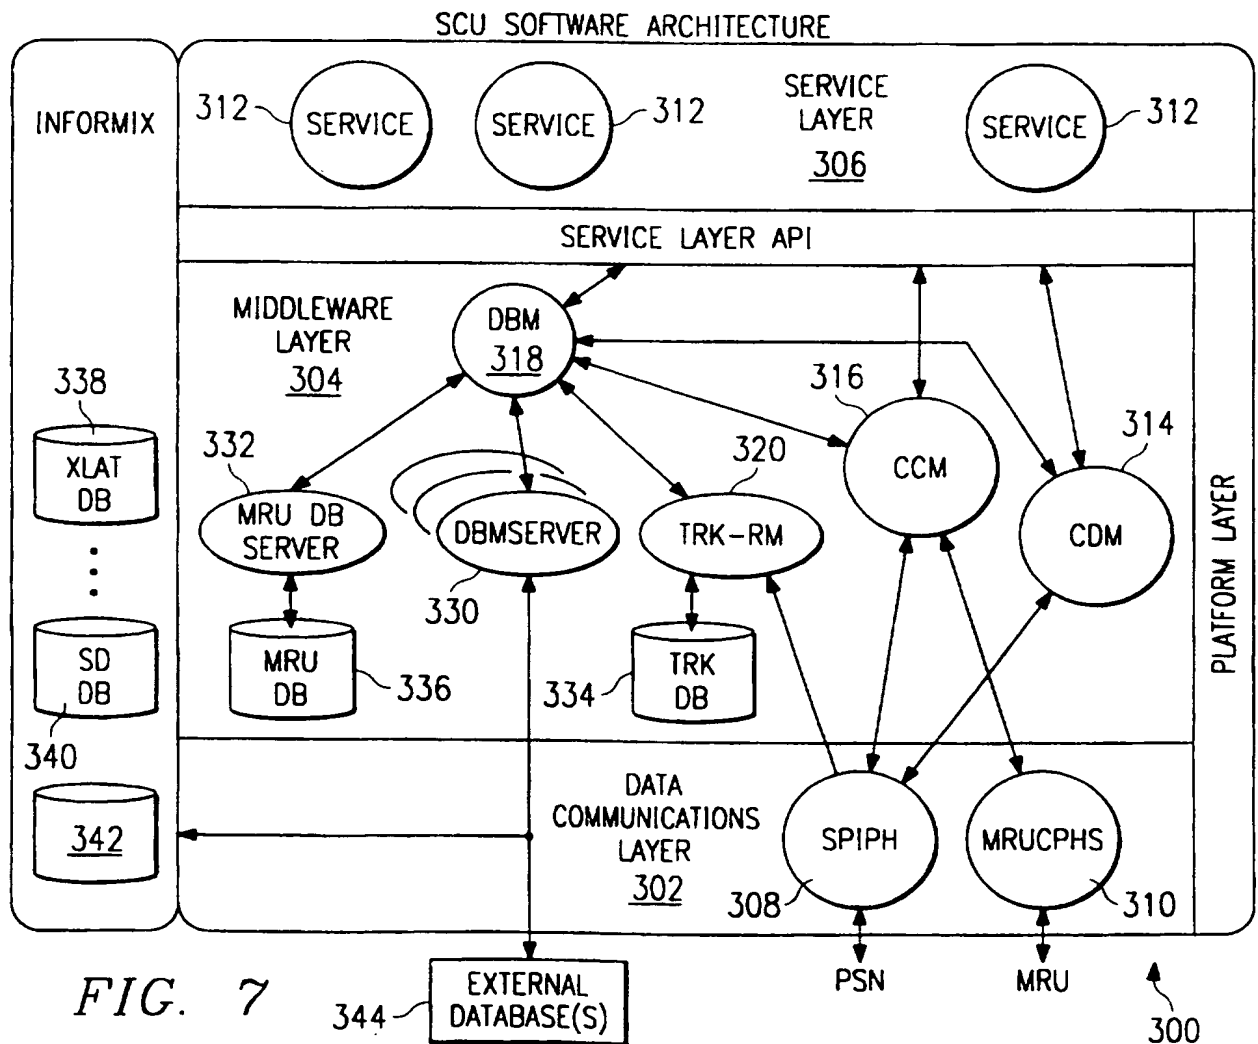 SCU SOFTWARE ARCHITECTURE
INFORMIX
312
SERVICE
SERVICE
312
SERVICE
LAYER
306
SERVICE
312
SERVICE LAYER API
MIDDLEWARE
LAYER
304
DBM
318
316
314
338
XLAT
DB
332
MRU DB
SERVER
DBMSERVER
330
320
TRK-RM
CCM
CDM
PLATFORM LAYER
SD
DB
340
MRU
DB
336
334
TRK
DB
342
DATA
COMMUNICATIONS
LAYER
302
SPIPH
308
MRUCPHS
310
PSN
MRU
300
FIG. 7
344
EXTERNAL
DATABASE(S)